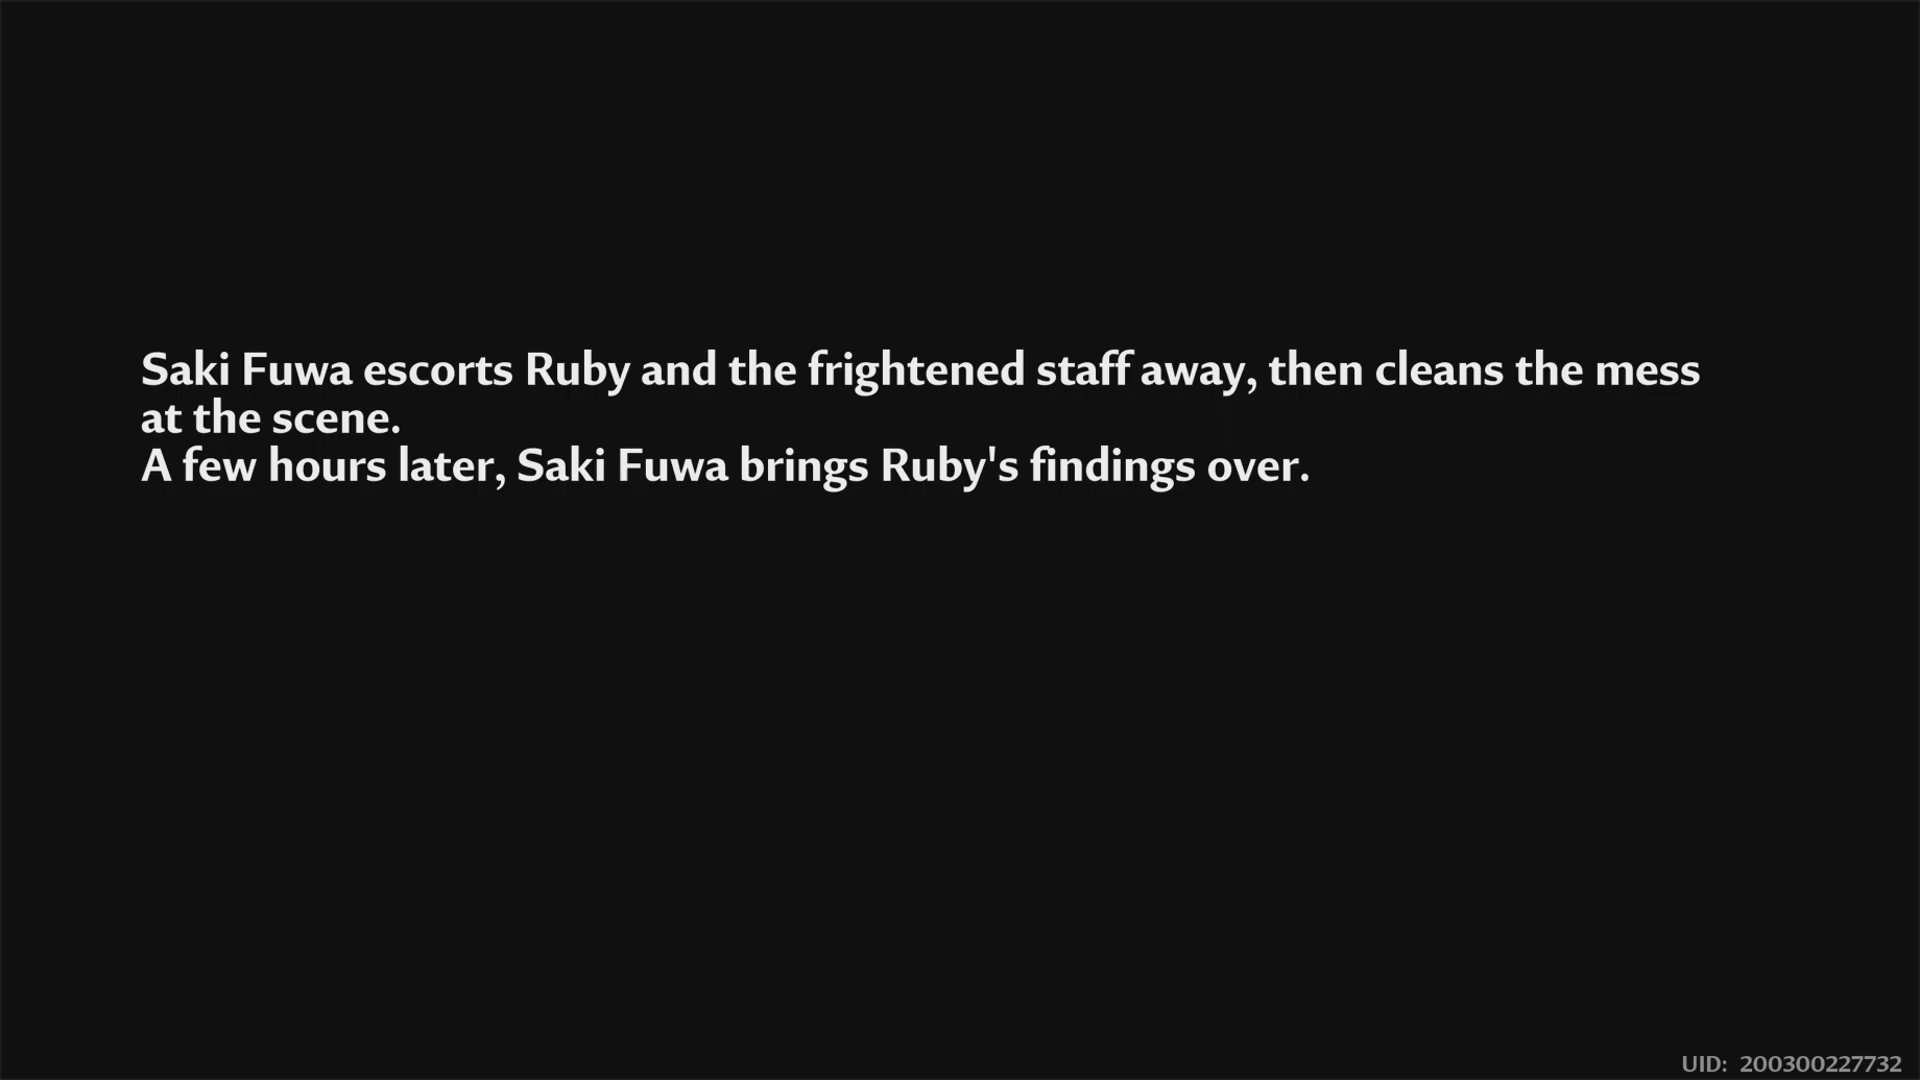 Saki Fuwa escorts Ruby and the frightened staff away, then cleans the mess
at the scene.
A few hours later, Saki Fuwa brings Ruby's findings over.
UID: 200300227732